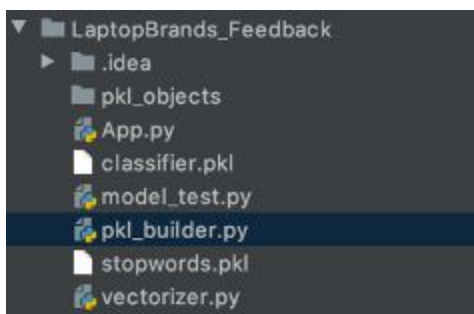 LaptopBrands_Feedback
.idea
pkl_objects
App.py
classifier.pkl
model_test.py
pkl_builder.py
stopwords.pkl
vectorizer.py